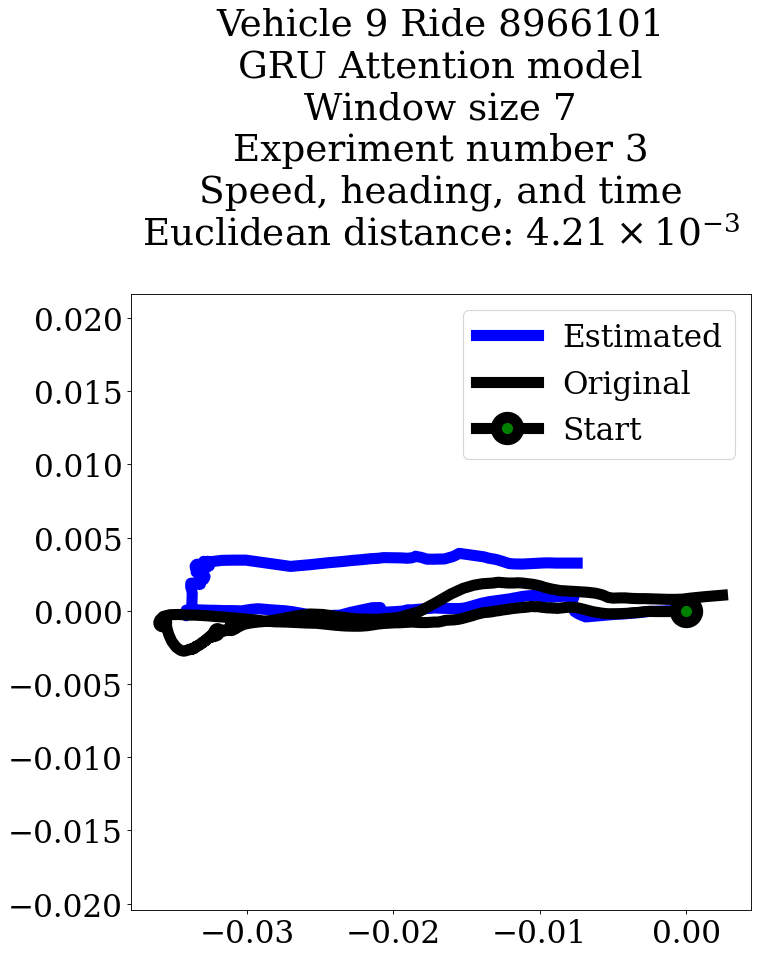 Vehicle 9 Ride 8966101
GRU Attention model
Window size 7
Experiment number 3
Speed, heading, and time
Euclidean distance: 4.21 × 10⁻³
Estimated
Original
Start
0.020
0.015
0.010
0.005
0.000
−0.005
−0.010
−0.015
−0.020
−0.03 −0.02 −0.01 0.00